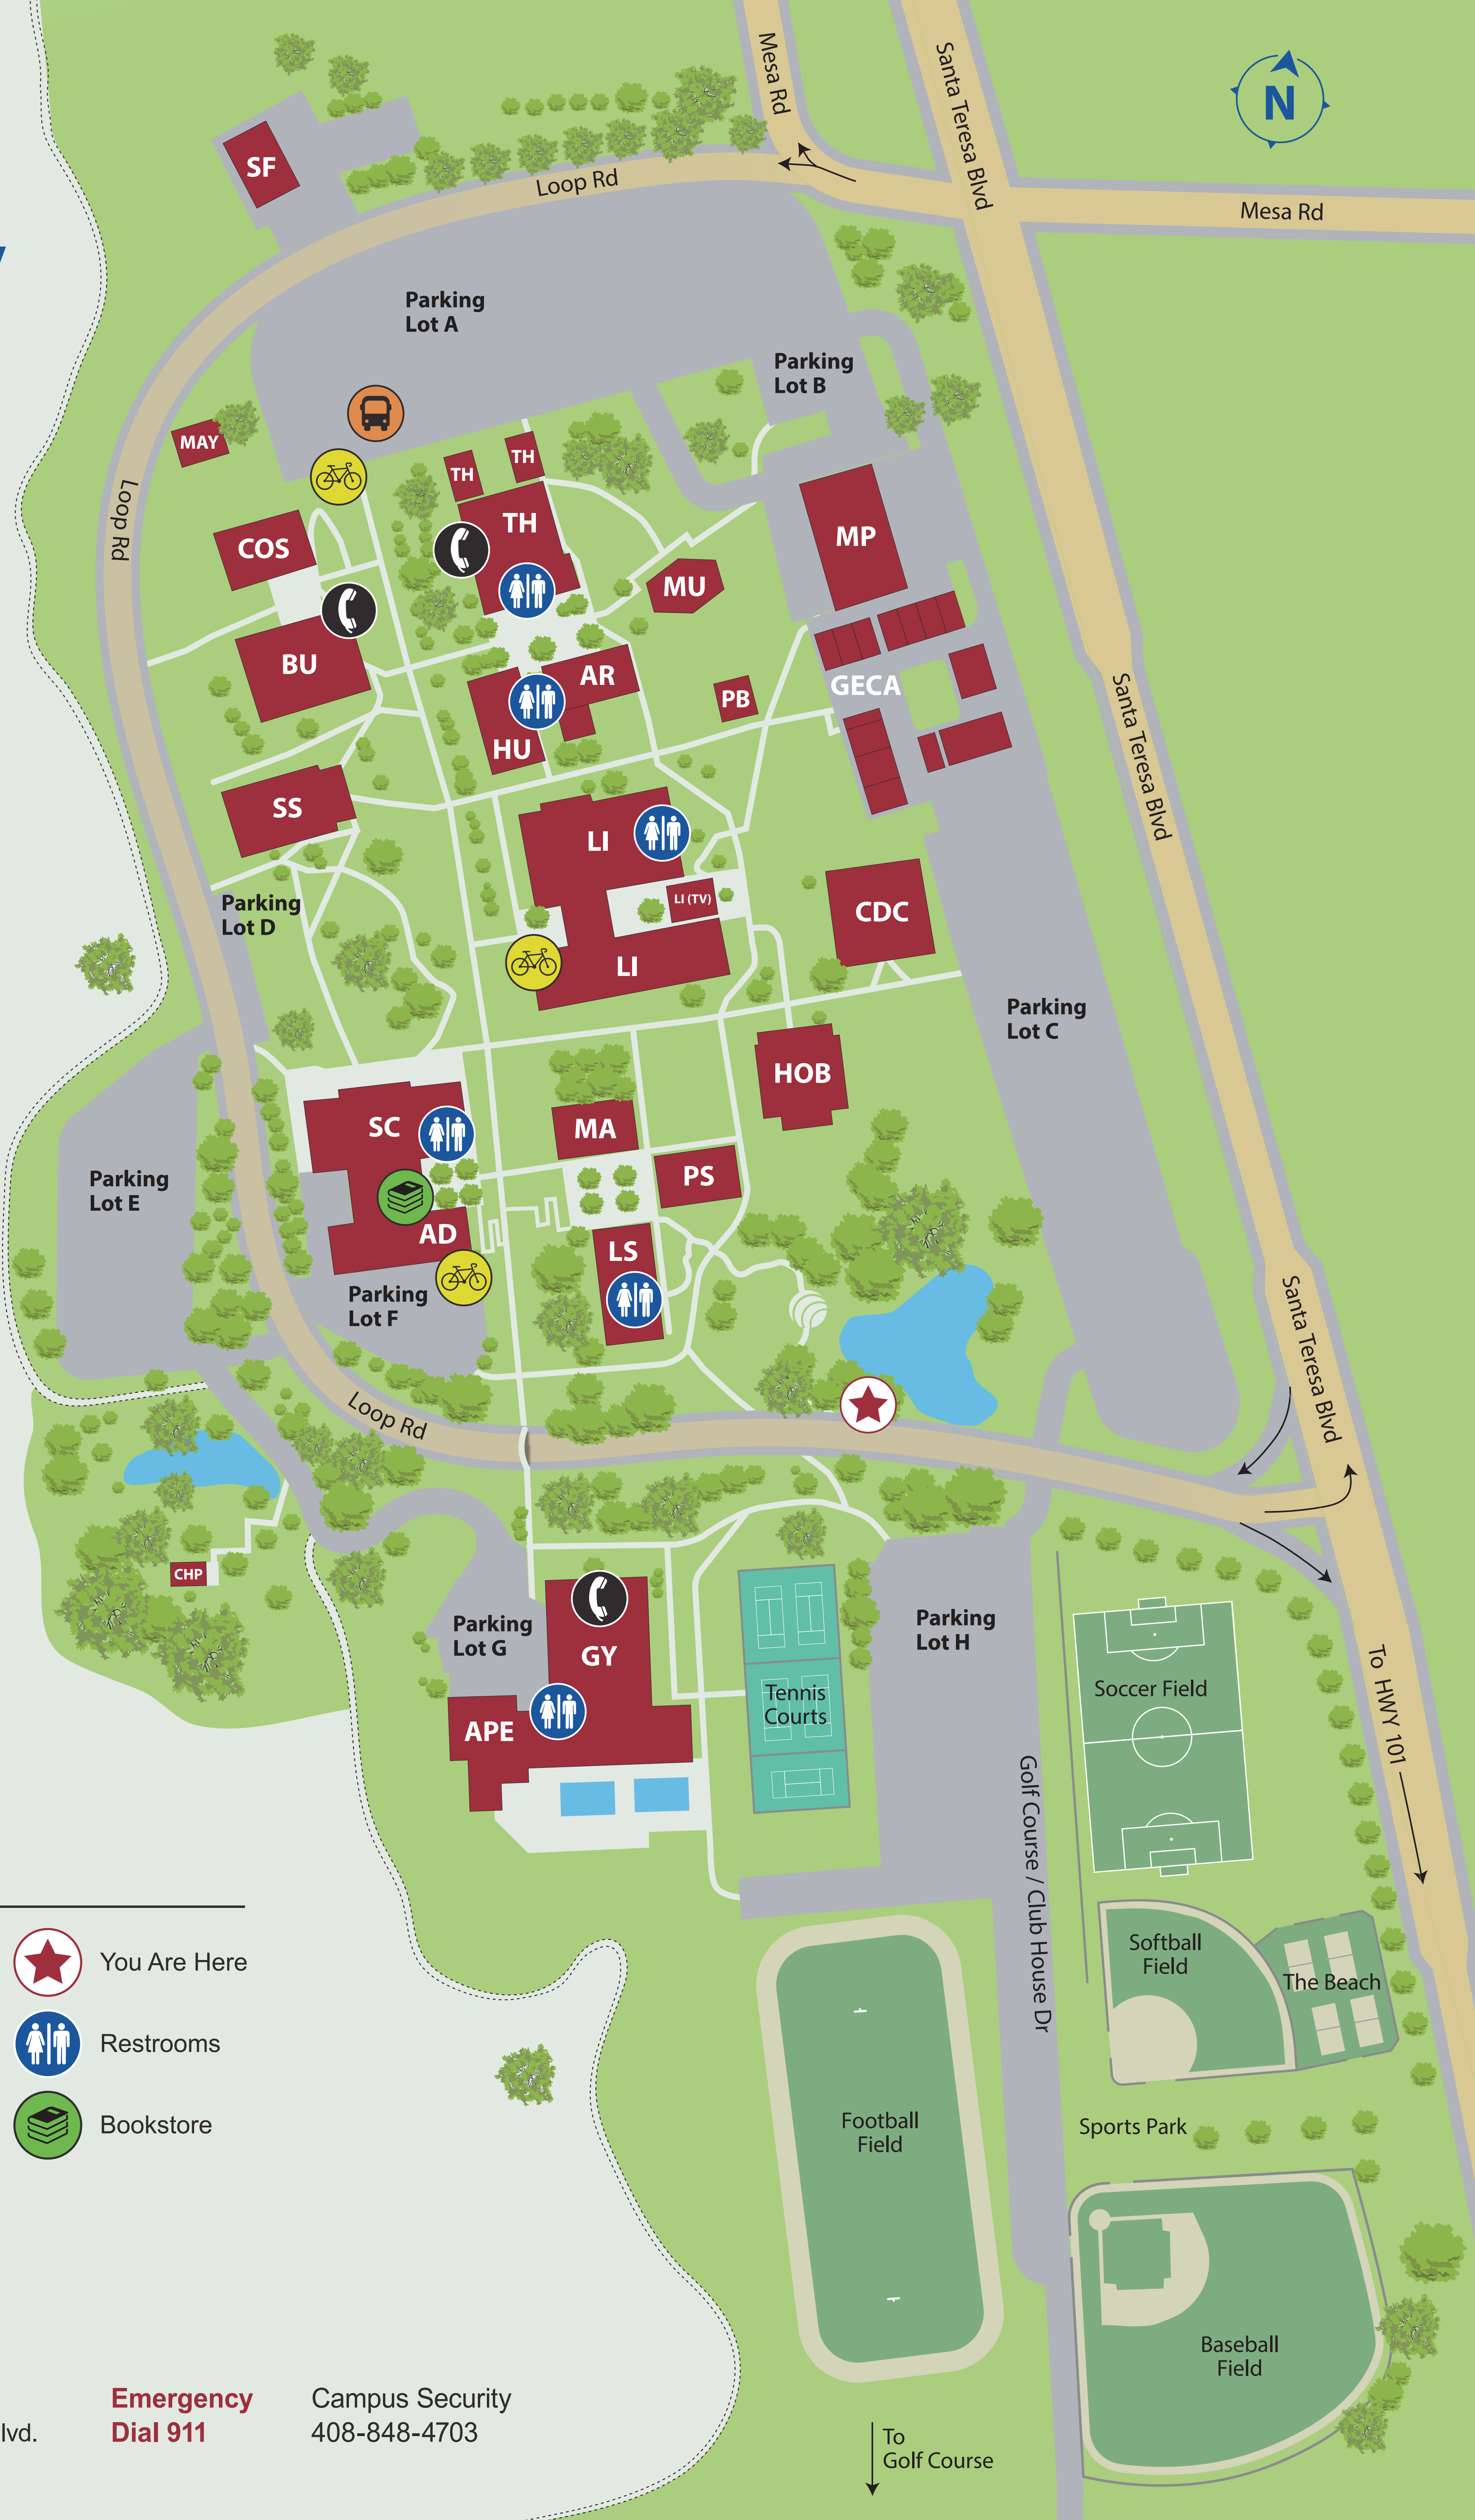 Mesa Rd
Santa Teresa Blvd
N
SF
Loop Rd
Mesa Rd
Parking
Lot A
Parking
Lot B
MAY
TH
TH
TH
Loop Rd
COS
MP
MU
BU
AR
GECA
PB
HU
Santa Teresa Blvd
SS
LI
LI (TV)
CDC
Parking
Lot D
LI
Parking
Lot C
HOB
SC
MA
Parking
Lot E
PS
AD
LS
Parking
Lot F
Santa Teresa Blvd
Loop Rd
CHP
Parking
Lot G
Parking
Lot H
GY
Soccer Field
Tennis
Courts
To HWY 101
APE
Golf Course / Club House Dr
Softball
Field
The Beach
You Are Here
Restrooms
Bookstore
Football
Field
Sports Park
Baseball
Field
Emergency
Dial 911
Campus Security
408-848-4703
lvd.
To
Golf Course